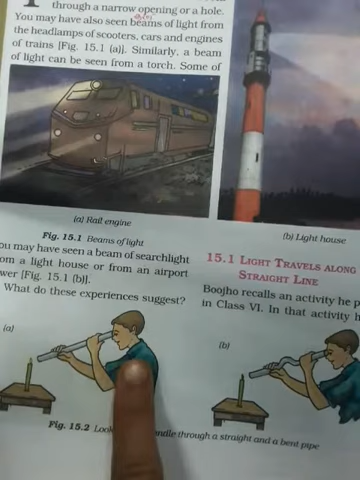 through a narrow opening or a hole.
You may have also seen beams of light from
the headlamps of scooters, cars and engines
of trains [Fig. 15.1 (a)]. Similarly, a beam
of light can be seen from a torch. Some of
(a) Rail engine
(b) Light house
Fig. 15.1 Beams of light
ou may have seen a beam of searchlight
om a light house or from an airport
wer [Fig. 15.1 (b)].
What do these experiences suggest?
15.1 LIGHT TRAVELS ALONG
STRAIGHT LINE
Boojho recalls an activity he p
in Class VI. In that activity h
(a)
(b)
Fig. 15.2 Look ndle through a straight and a bent pipe